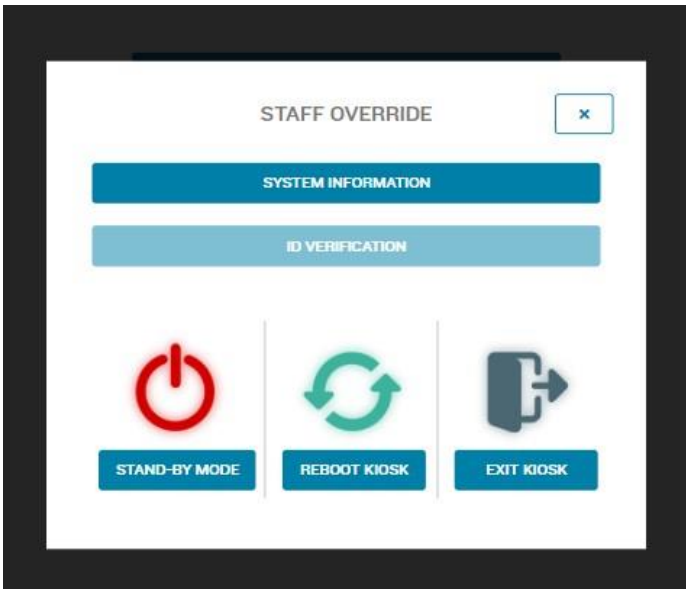 STAFF OVERRIDE
×
SYSTEM INFORMATION
ID VERIFICATION
STAND-BY MODE
REBOOT KIOSK
EXIT KIOSK